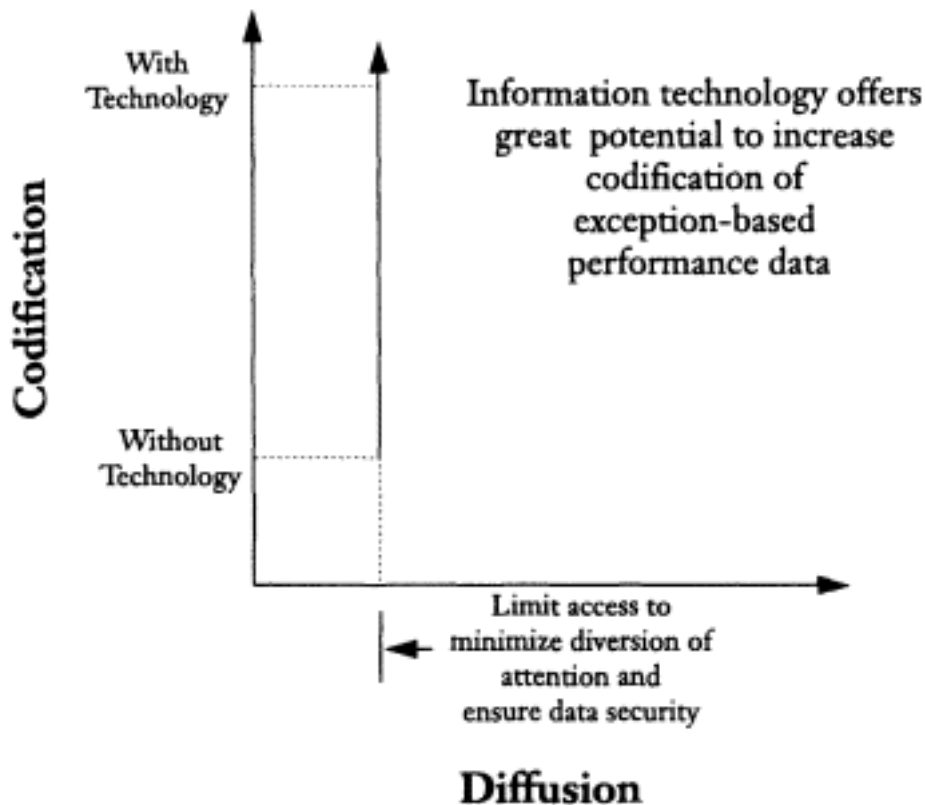 With
Technology
Information technology offers
great potential to increase
codification of
exception-based
performance data
Codification
Without
Technology
Limit access to
minimize diversion of
attention and
ensure data security
Diffusion